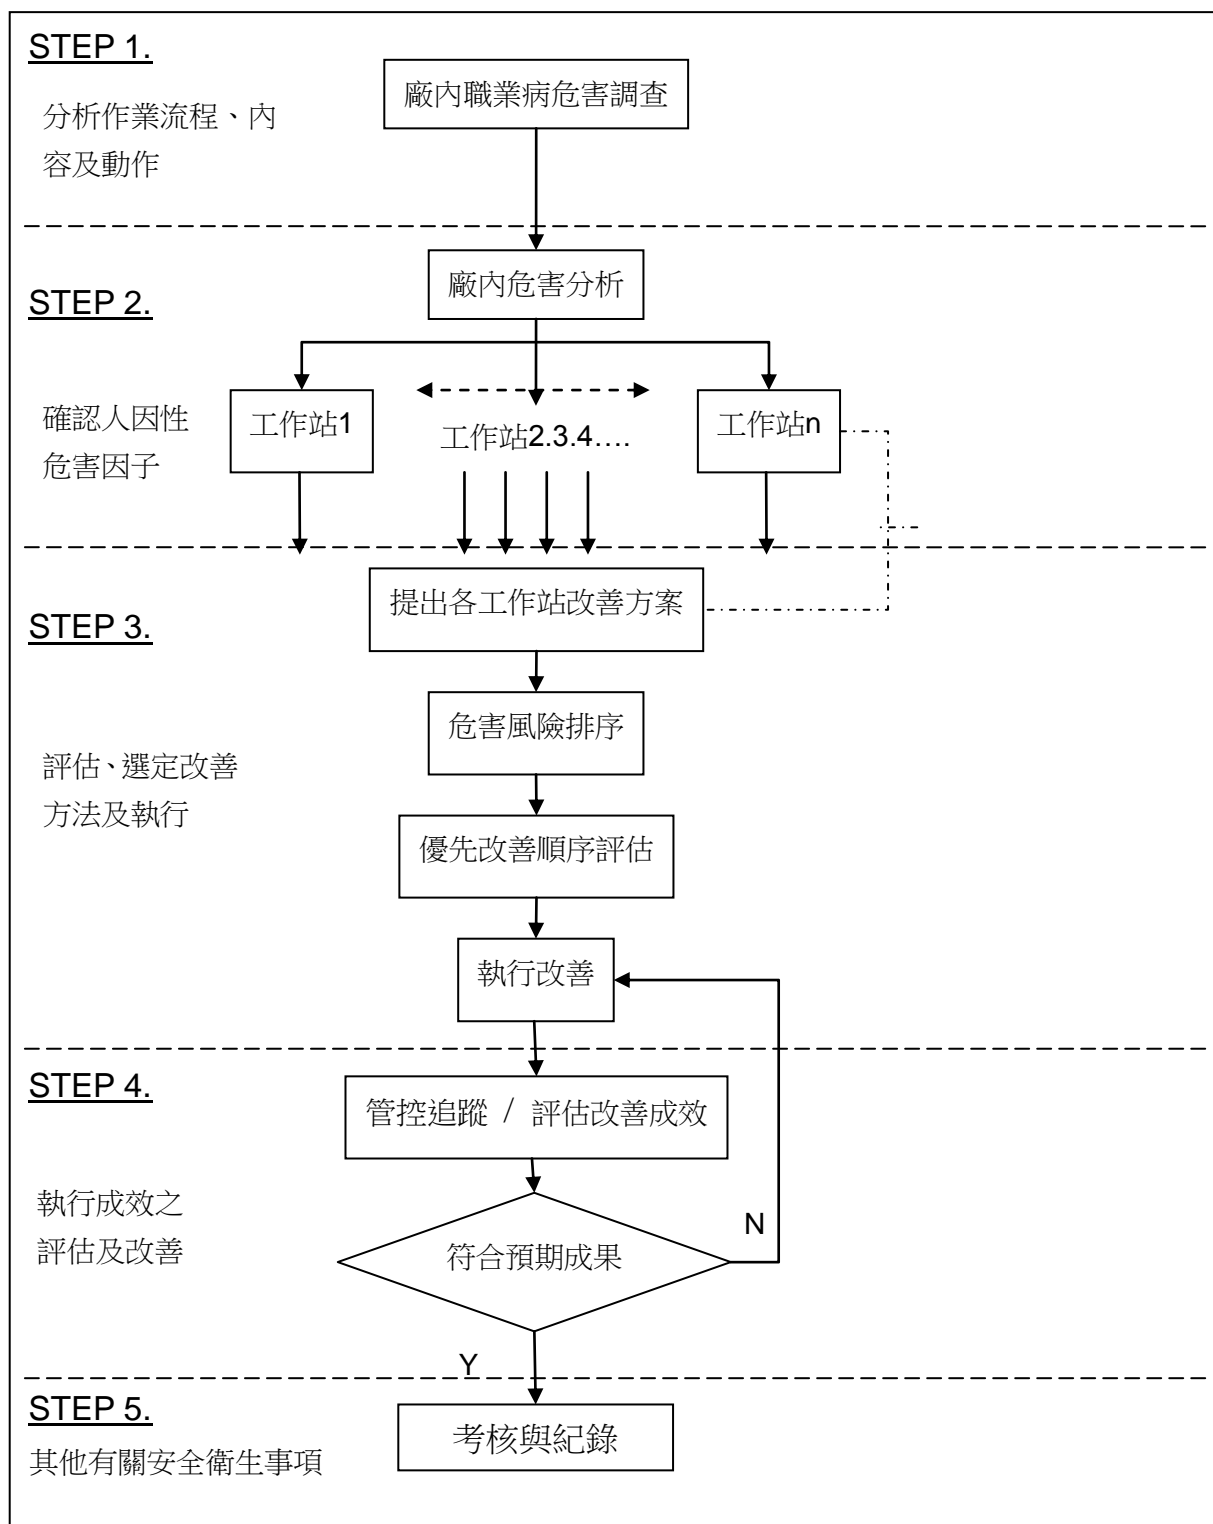 STEP 1.
廠內職業病危害調查
分析作業流程、內
容及動作
廠內危害分析
STEP 2.
工作站1
工作站2.3.4….
工作站n
確認人因性
危害因子
提出各工作站改善方案
STEP 3.
危害風險排序
評估、選定改善
方法及執行
優先改善順序評估
執行改善
STEP 4.
管控追蹤 / 評估改善成效
執行成效之
評估及改善
N
符合預期成果
Y
STEP 5.
考核與紀錄
其他有關安全衛生事項